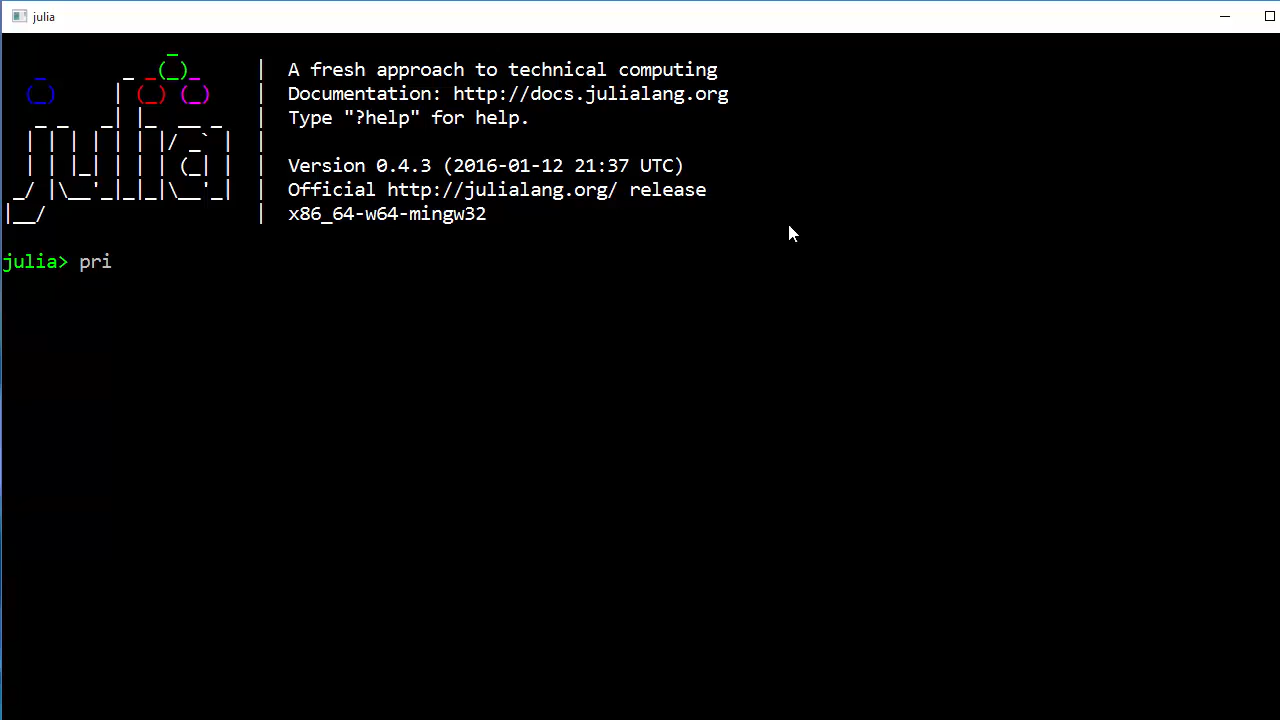 julia
A fresh approach to technical computing
Documentation: http://docs.julialang.org
Type "?help" for help.
julia
Version 0.4.3 (2016-01-12 21:37 UTC)
Official http://julialang.org/ release
x86_64-w64-mingw32
julia> pri